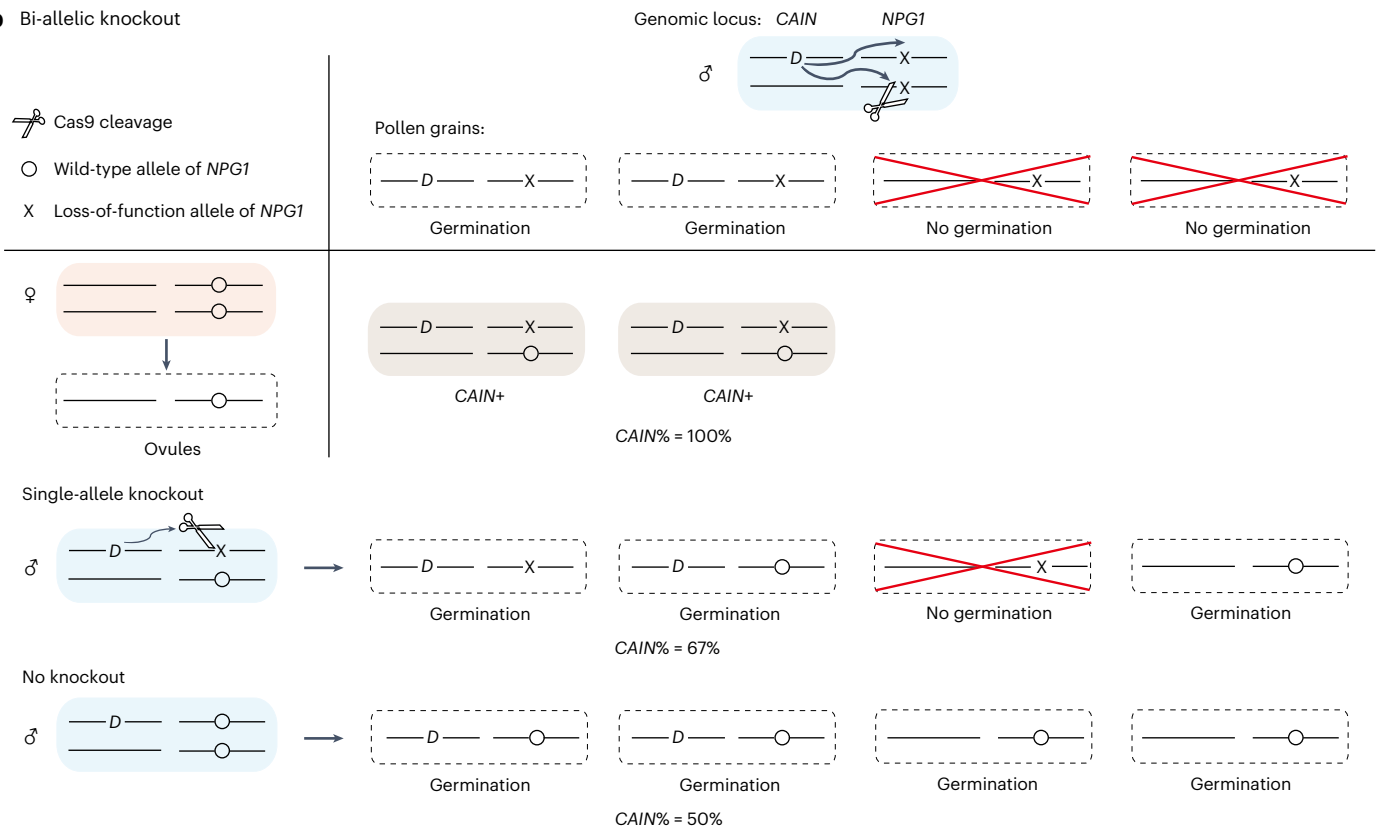 Bi-allelic knockout
Genomic locus: CAIN NPG1
D X
♂
X
Cas9 cleavage
Pollen grains:
Wild-type allele of NPG1
D X D X X X
X Loss-of-function allele of NPG1
Germination Germination No germination No germination
♀
D X D X
CAIN+ CAIN+
CAIN% = 100%
Ovules
Single-allele knockout
D X
♂
D X D X
Germination Germination No germination Germination
CAIN% = 67%
No knockout
D
♂
D D
Germination Germination Germination Germination
CAIN% = 50%